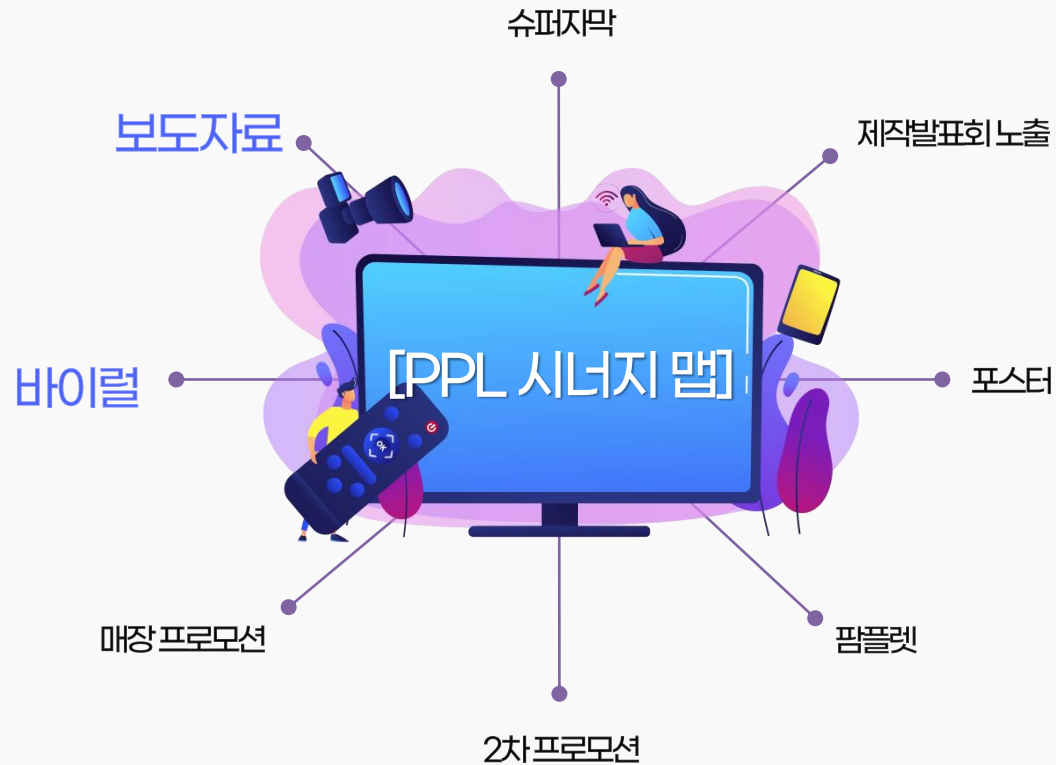 슈퍼자막
보도자료
제작발표회 노출
[PPL 시너지 맵]
바이럴
포스터
OK
매장 프로모션
팜플렛
2차 프로모션